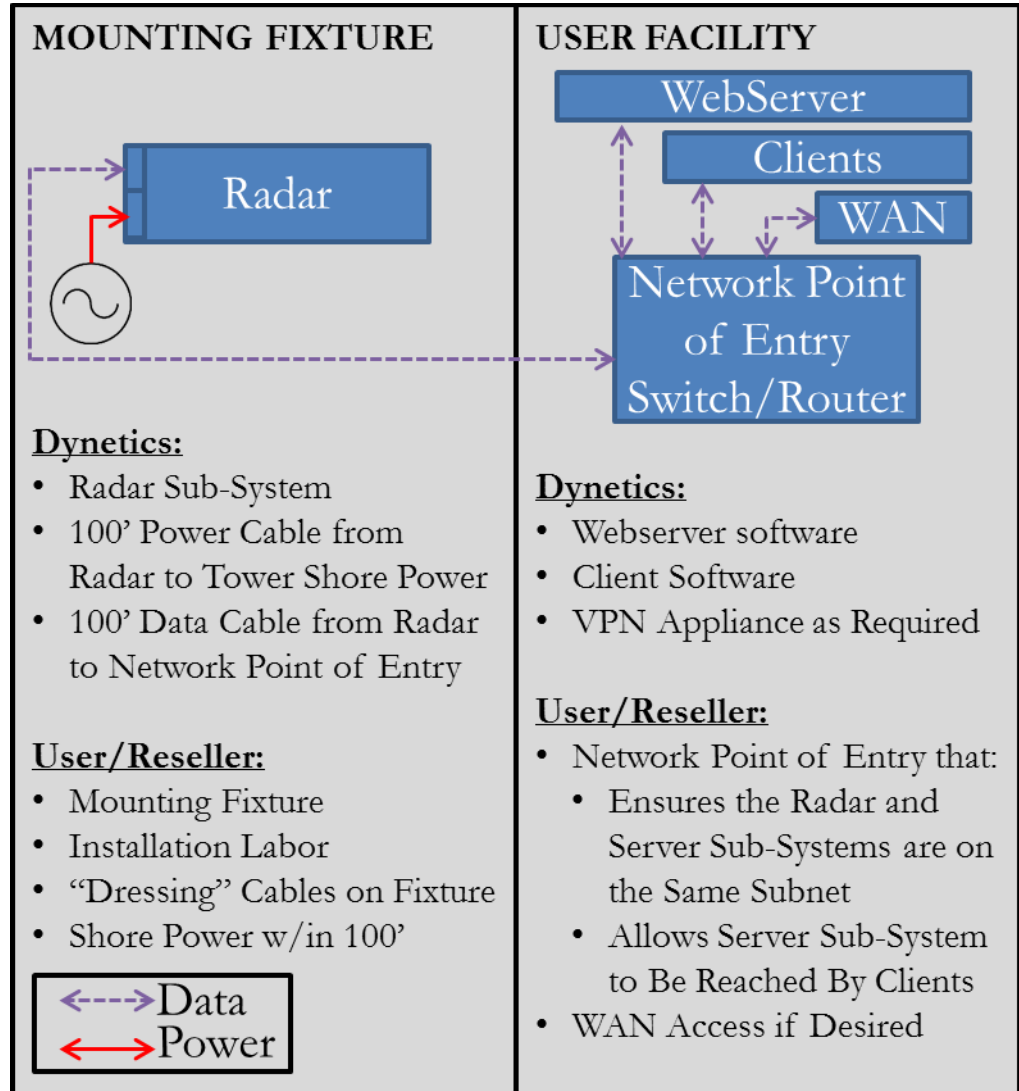 MOUNTING FIXTURE
Radar
Dynetics:
• Radar Sub-System
• 100’ Power Cable from
Radar to Tower Shore Power
• 100’ Data Cable from Radar
to Network Point of Entry
User/Reseller:
• Mounting Fixture
• Installation Labor
• “Dressing” Cables on Fixture
• Shore Power w/in 100’
Data
Power
USER FACILITY
WebServer
Clients
WAN
Network Point
of Entry
Switch/Router
Dynetics:
• Webserver software
• Client Software
• VPN Appliance as Required
User/Reseller:
• Network Point of Entry that:
• Ensures the Radar and
Server Sub-Systems are on
the Same Subnet
• Allows Server Sub-System
to Be Reached By Clients
• WAN Access if Desired